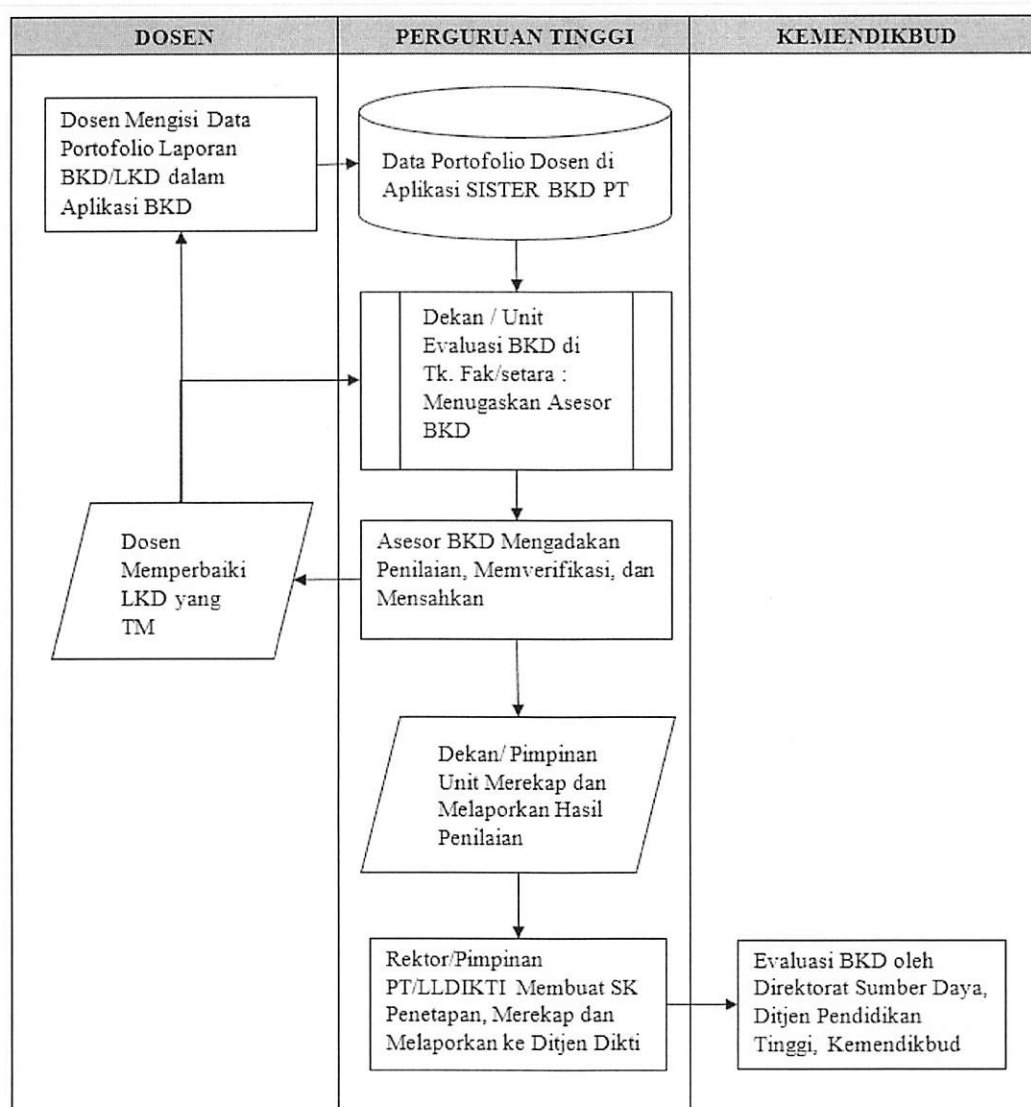 DOSEN
PERGURUAN TINGGI
KEMENDIKBUD
Dosen Mengisi Data
Portofolio Laporan
BKD/LKD dalam
Aplikasi BKD
Data Portofolio Dosen di
Aplikasi SISTER BKD PT
Dekan / Unit
Evaluasi BKD di
Tk. Fak/setara :
Menugaskan Asesor
BKD
Asesor BKD Mengadakan
Penilaian, Memverifikasi, dan
Mensahkan
Dosen
Memperbaiki
LKD yang
TM
Dekan/ Pimpinan
Unit Merekap dan
Melaporkan Hasil
Penilaian
Rektor/Pimpinan
PT/LLDIKTI Membuat SK
Penetapan, Merekap dan
Melaporkan ke Ditjen Dikti
Evaluasi BKD oleh
Direktorat Sumber Daya,
Ditjen Pendidikan
Tinggi, Kemendikbud